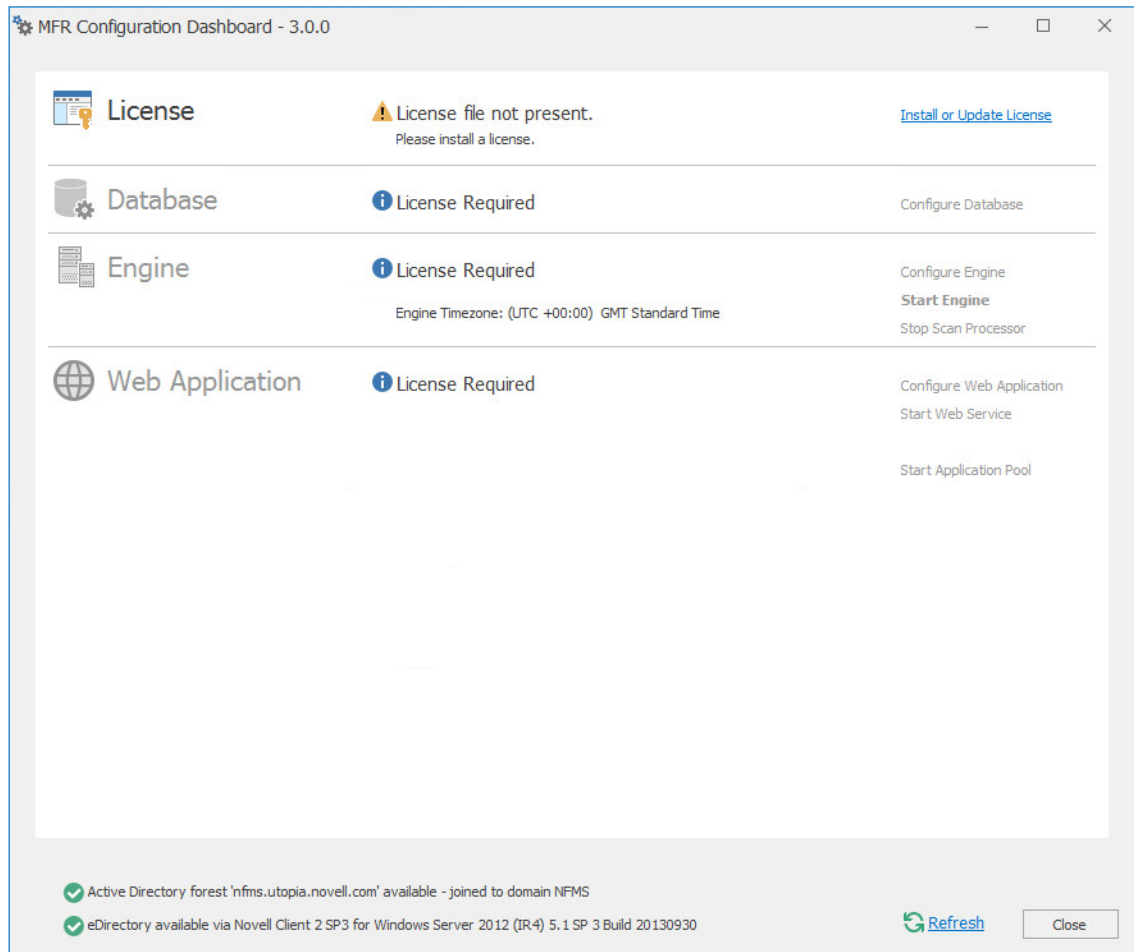 MFR Configuration Dashboard - 3.0.0
License
License file not present.
Install or Update License
Please install a license.
Database
License Required
Configure Database
Engine
License Required
Configure Engine
Start Engine
Engine Timezone: (UTC +00:00) GMT Standard Time
Stop Scan Processor
Web Application
License Required
Configure Web Application
Start Web Service
Start Application Pool
Active Directory forest 'nfms.utopia.novell.com' available - joined to domain NFMS
eDirectory available via Novell Client 2 SP3 for Windows Server 2012 (IR4) 5.1 SP 3 Build 20130930
Refresh
Close